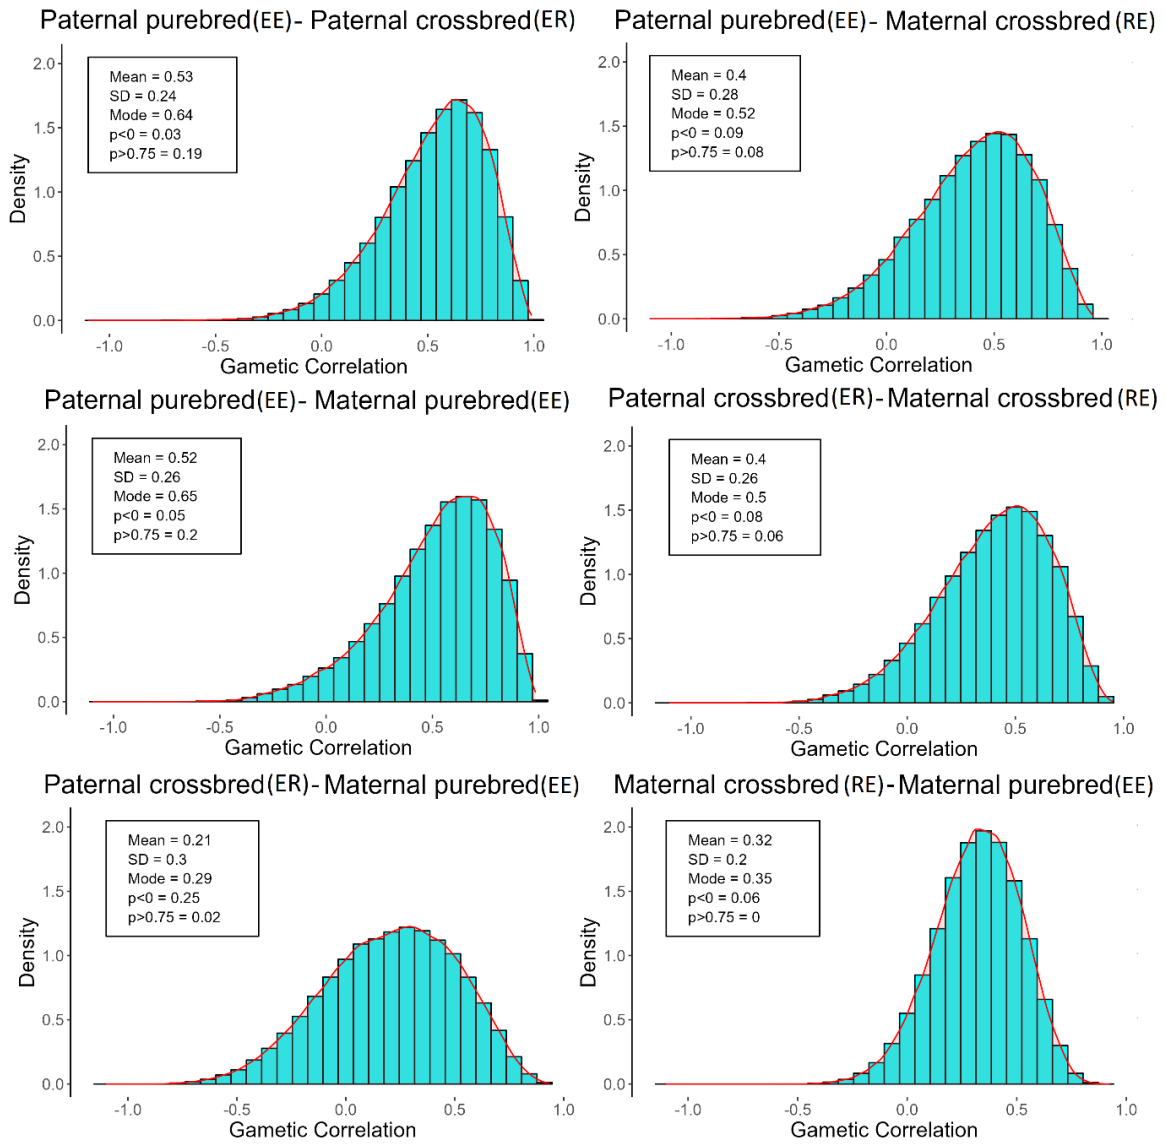 Paternal purebred(EE)- Paternal crossbred(ER)
Mean = 0.53
SD = 0.24
Mode = 0.64
p<0 = 0.03
p>0.75 = 0.19
Density
2.0
1.5
1.0
0.5
0.0
-1.0 -0.5 0.0 0.5 1.0
Gametic Correlation
Paternal purebred(EE)- Maternal crossbred(RE)
Mean = 0.4
SD = 0.28
Mode = 0.52
p<0 = 0.09
p>0.75 = 0.08
Density
2.0
1.5
1.0
0.5
0.0
-1.0 -0.5 0.0 0.5 1.0
Gametic Correlation
Paternal purebred(EE)- Maternal purebred(EE)
Mean = 0.52
SD = 0.26
Mode = 0.65
p<0 = 0.05
p>0.75 = 0.2
Density
2.0
1.5
1.0
0.5
0.0
-1.0 -0.5 0.0 0.5 1.0
Gametic Correlation
Paternal crossbred(ER)-Maternal crossbred(RE)
Mean = 0.4
SD = 0.26
Mode = 0.5
p<0 = 0.08
p>0.75 = 0.06
Density
2.0
1.5
1.0
0.5
0.0
-1.0 -0.5 0.0 0.5 1.0
Gametic Correlation
Paternal crossbred(ER)-Maternal purebred(EE)
Mean = 0.21
SD = 0.3
Mode = 0.29
p<0 = 0.25
p>0.75 = 0.02
Density
2.0
1.5
1.0
0.5
0.0
-1.0 -0.5 0.0 0.5 1.0
Gametic Correlation
Maternal crossbred (RE)-Maternal purebred(EE)
Mean = 0.32
SD = 0.2
Mode = 0.35
p<0 = 0.06
p>0.75 = 0
Density
2.0
1.5
1.0
0.5
0.0
-1.0 -0.5 0.0 0.5 1.0
Gametic Correlation